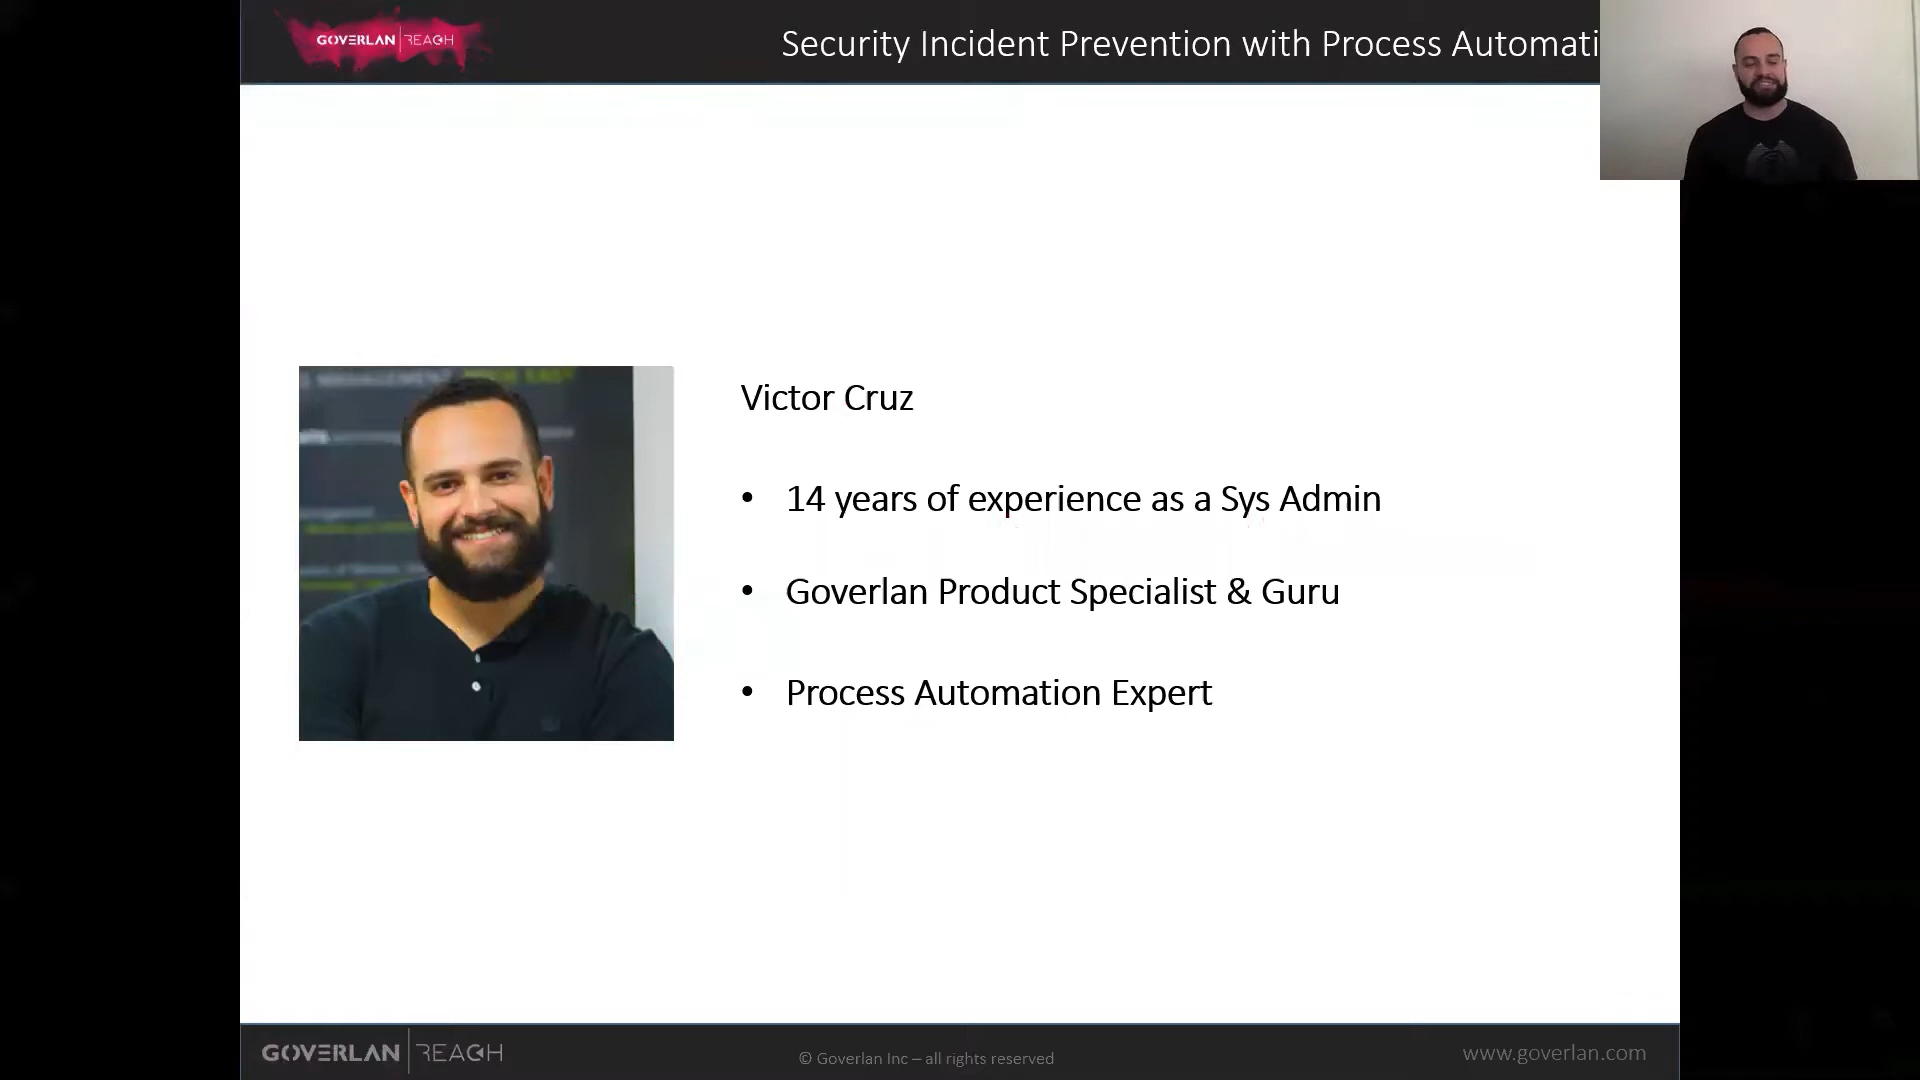 GOVERLAN REACH
Security Incident Prevention with Process Automati
Victor Cruz
• 14 years of experience as a Sys Admin
• Goverlan Product Specialist & Guru
• Process Automation Expert
GOVERLAN REACH
© Goverlan Inc – all rights reserved
www.goverlan.com